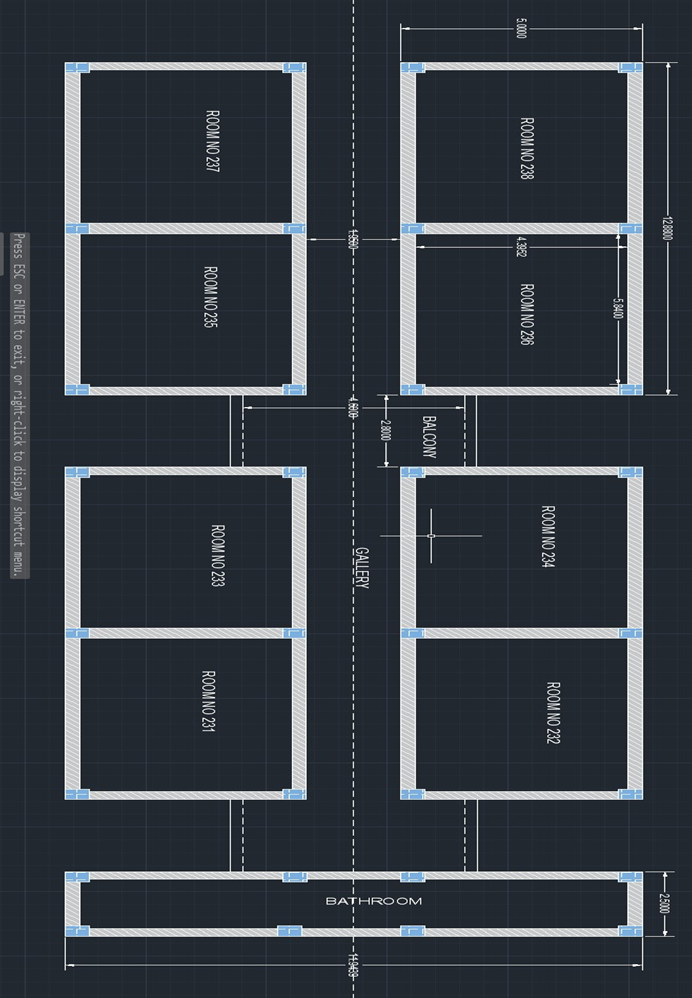 5.0000
ROOM NO 237
ROOM NO 238
12.8800
4.3952
ROOM NO 235
ROOM NO 236
5.8400
BALCONY
2.8000
ROOM NO 233
ROOM NO 234
GALLERY
ROOM NO 231
ROOM NO 232
BATHROOM
2.5000
Press ESC or ENTER to exit, or right-click to display shortcut menu.